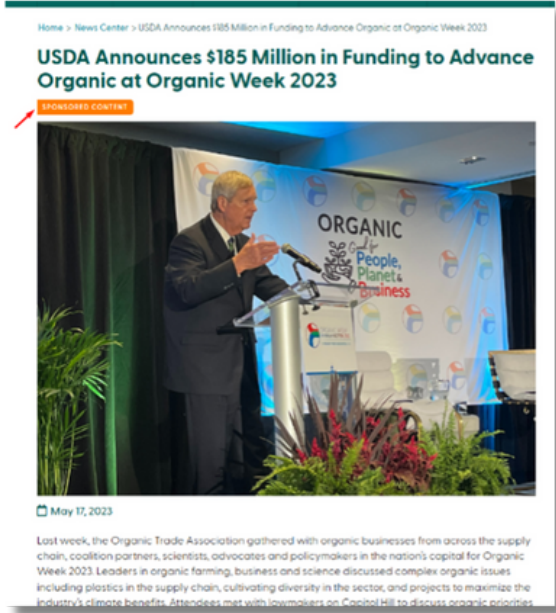 Home > News Center > USDA Announces $185 Million in Funding to Advance Organic at Organic Week 2023
USDA Announces $185 Million in Funding to Advance
Organic at Organic Week 2023
SPONSORED CONTENT
ORGANIC
Good for
People,
Planet &
Business
May 17, 2023
Last week, the Organic Trade Association gathered with organic businesses from across the supply
chain, coalition partners, scientists, advocates and policymakers in the nation's capital for Organic
Week 2023. Leaders in organic farming, business and science discussed complex organic issues
including plastics in the supply chain, cultivating diversity in the sector, and projects to maximize the
industry's climate benefits. Attendees met with lawmakers on Capitol Hill to discuss organic priorities